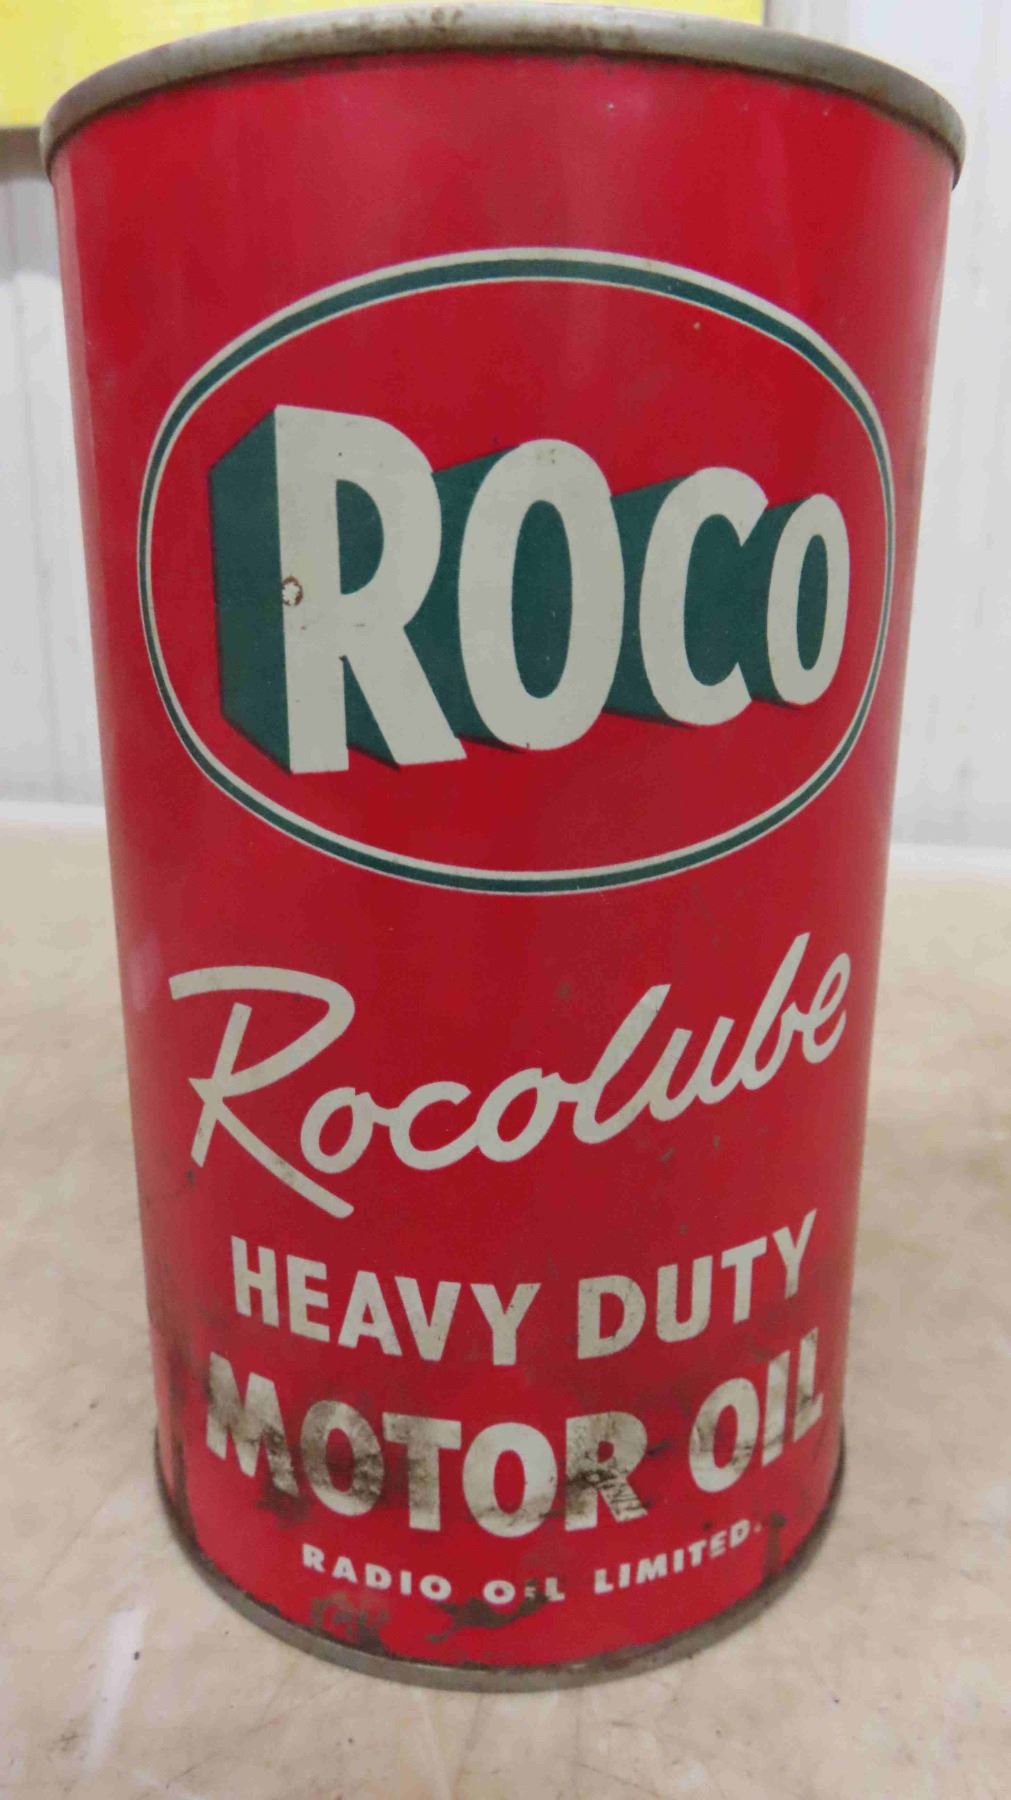 ROCO
Rocolube
HEAVY DUTY
MOTOR OIL
RADIO OIL LIMITED.